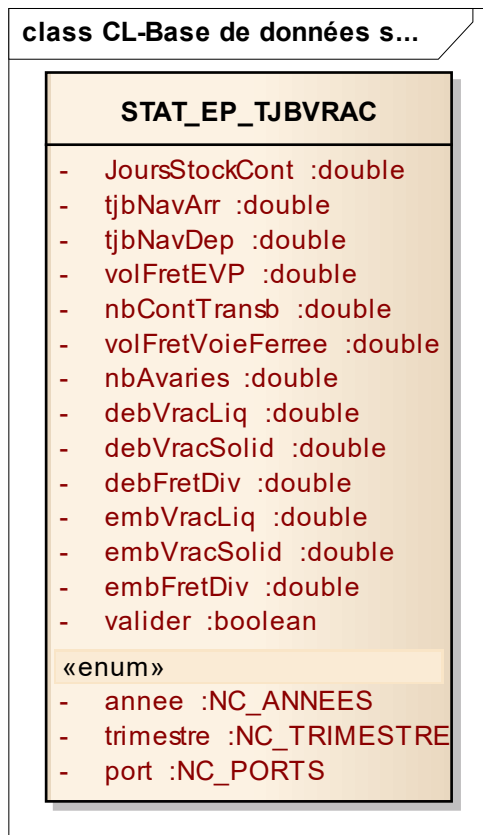 class CL-Base de données s...
STAT_EP_TJBVRAC
- JoursStockCont :double
- tjbNavArr :double
- tjbNavDep :double
- volFretEVP :double
- nbContTransb :double
- volFretVoieFerree :double
- nbAvaries :double
- debVracLiq :double
- debVracSolid :double
- debFretDiv :double
- embVracLiq :double
- embVracSolid :double
- embFretDiv :double
- valider :boolean
«enum»
- annee :NC_ANNEES
- trimestre :NC_TRIMESTRE
- port :NC_PORTS